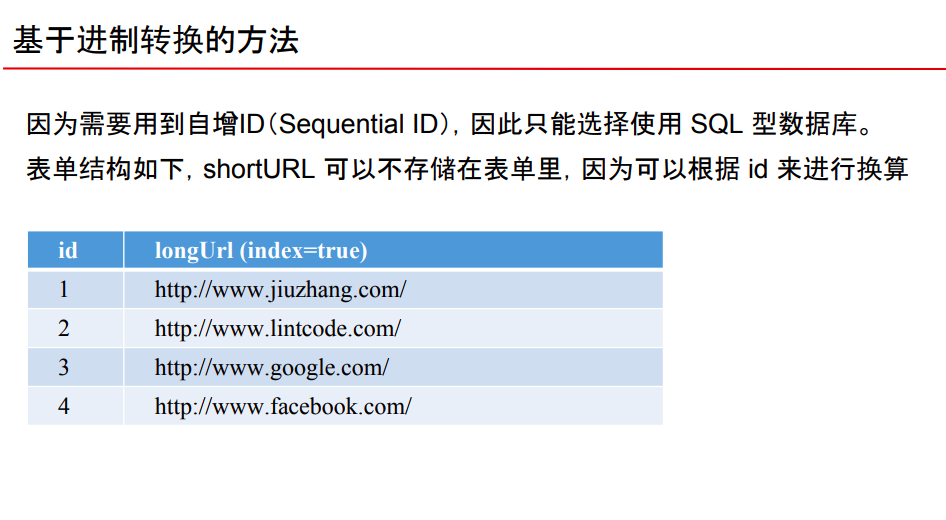 基于进制转换的方法
因为需要用到自增ID（Sequential ID），因此只能选择使用 SQL 型数据库。
表单结构如下，shortURL 可以不存储在表单里，因为可以根据 id 来进行换算
id longUrl (index=true)
1 http://www.jiuzhang.com/
2 http://www.lintcode.com/
3 http://www.google.com/
4 http://www.facebook.com/